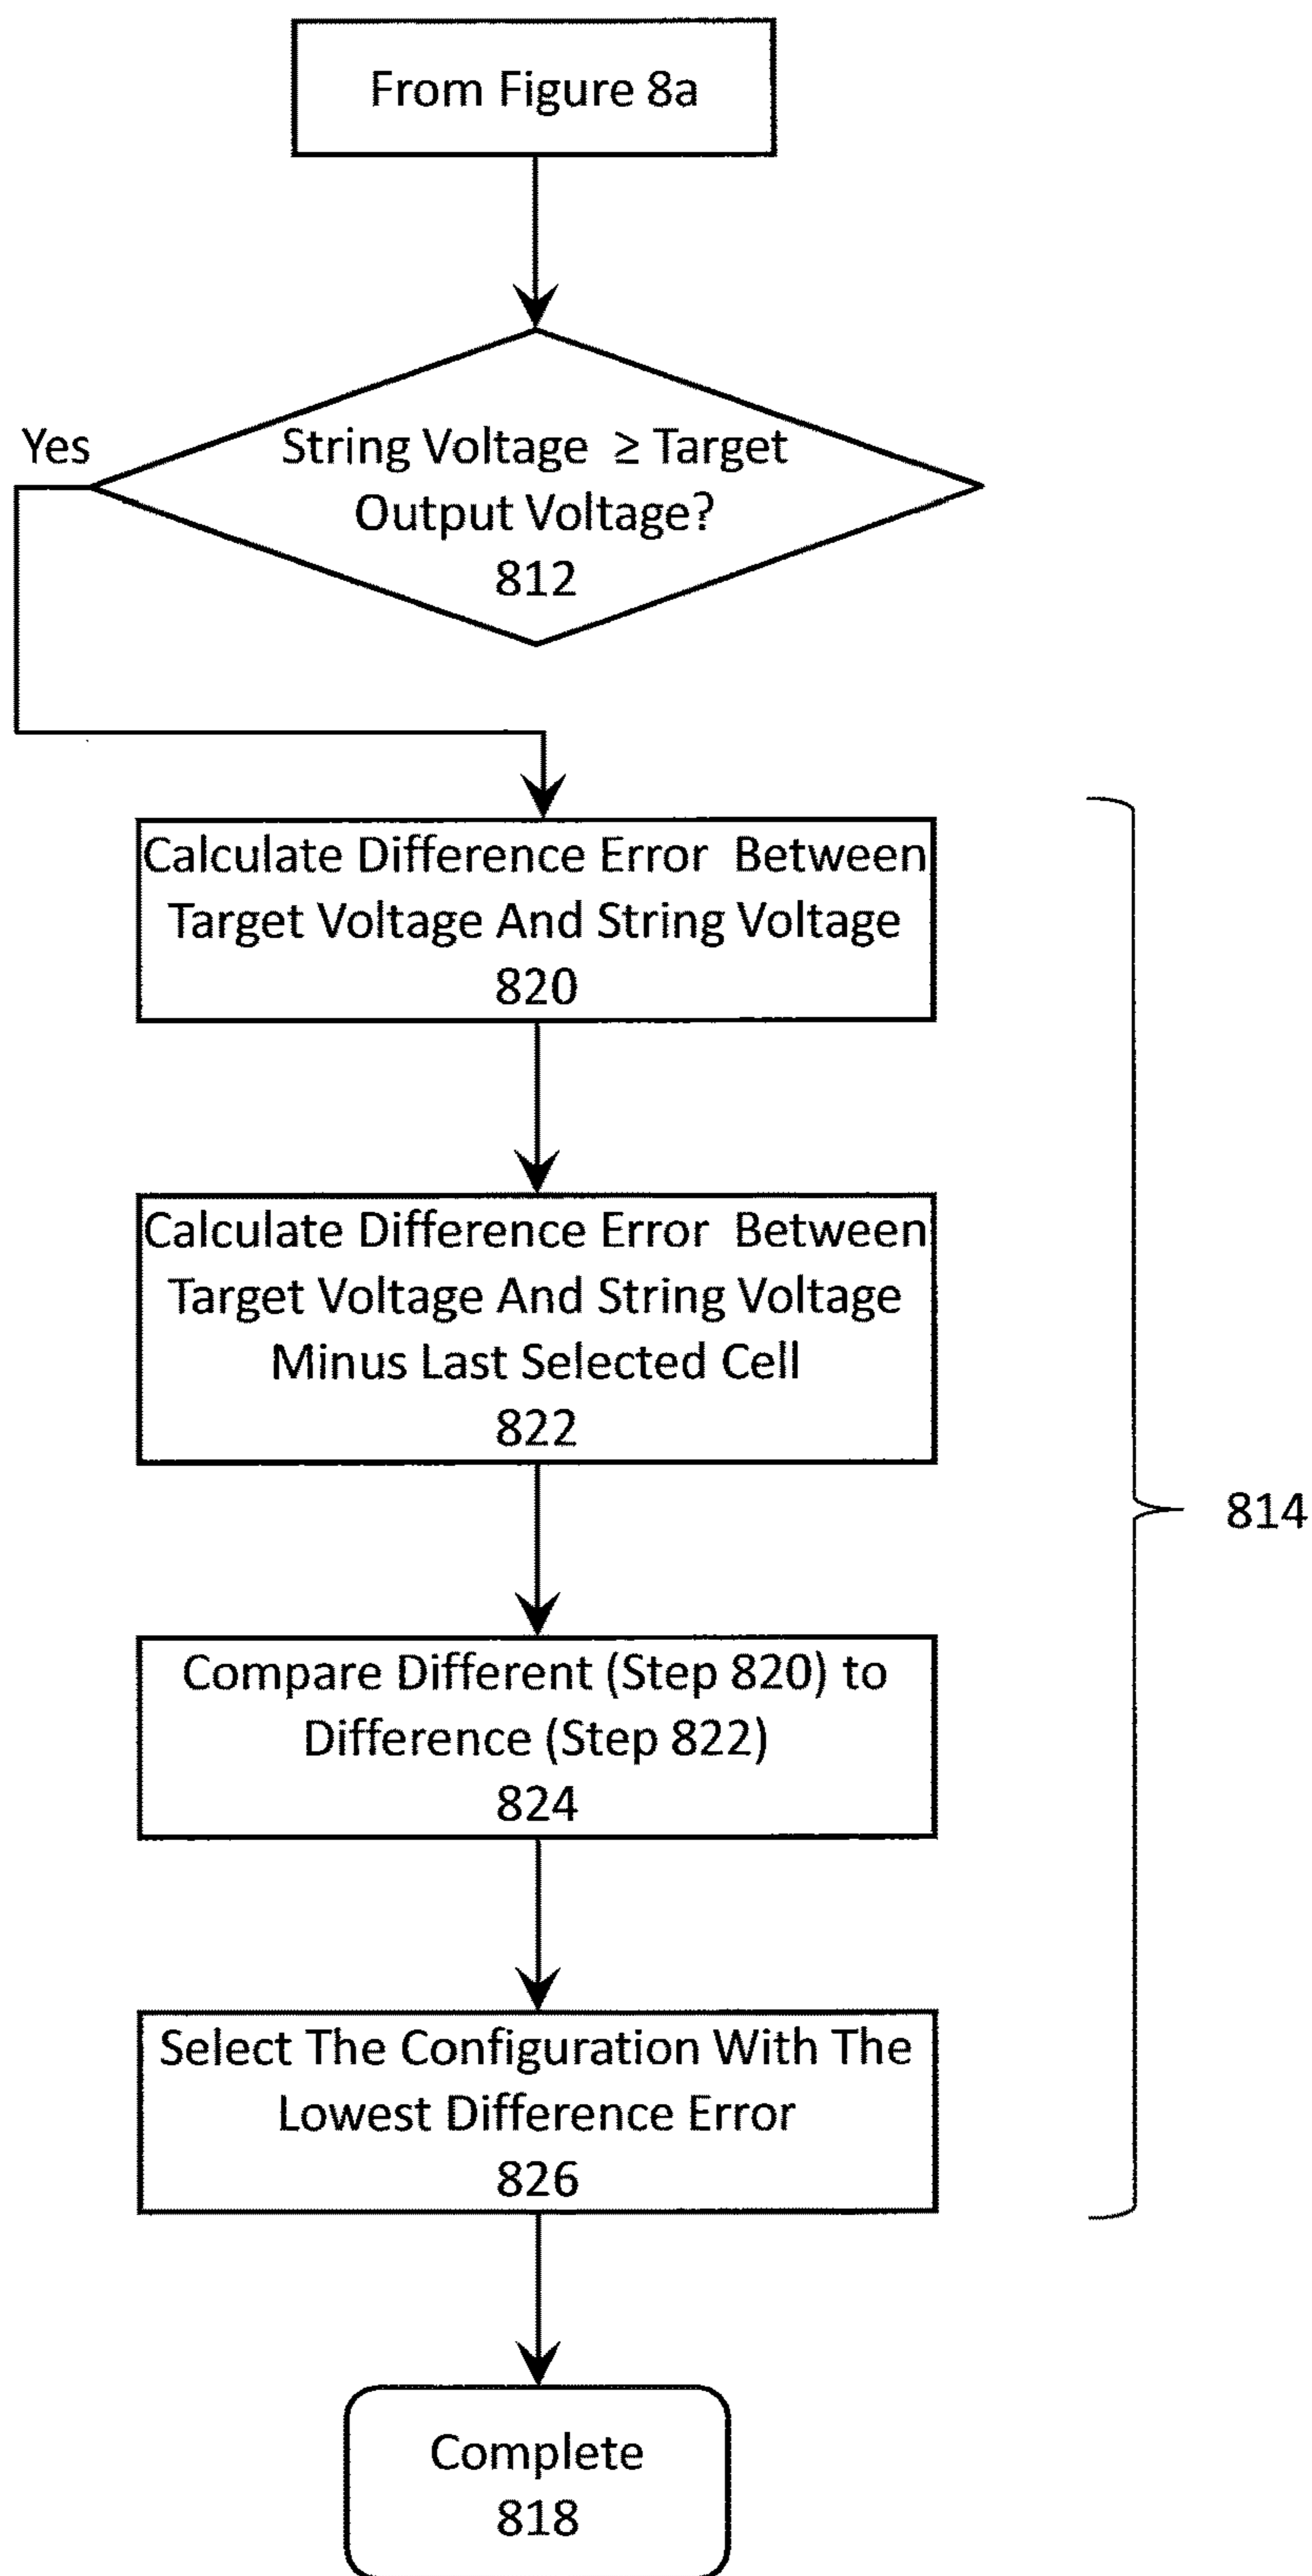 From Figure 8a
Yes
String Voltage ≥ Target
Output Voltage?
812
Calculate Difference Error Between
Target Voltage And String Voltage
820
Calculate Difference Error Between
Target Voltage And String Voltage
Minus Last Selected Cell
822
814
Compare Different (Step 820) to
Difference (Step 822)
824
Select The Configuration With The
Lowest Difference Error
826
Complete
818